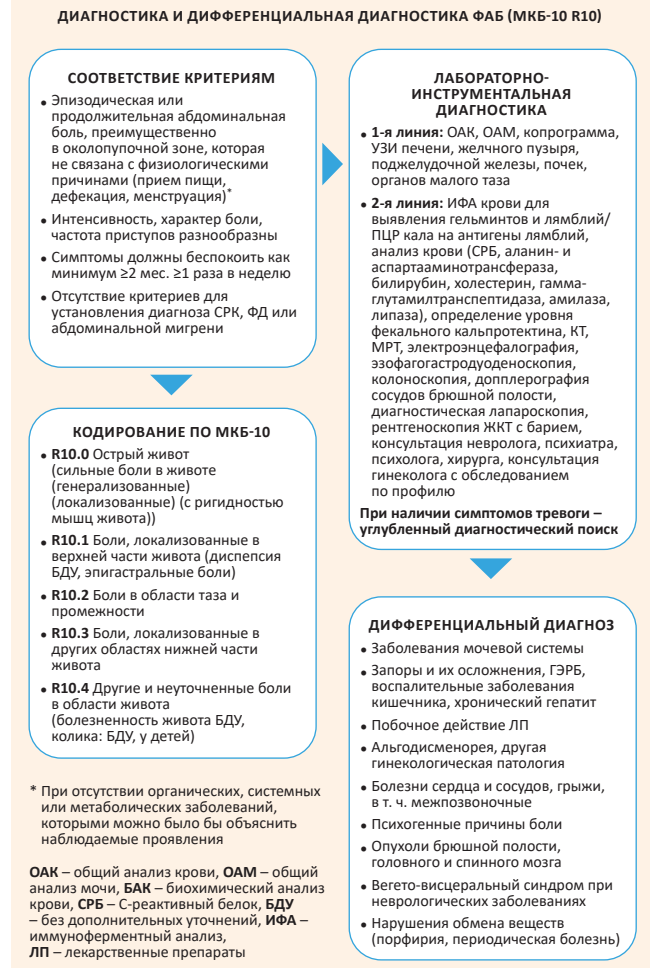 ДИАГНОСТИКА И ДИФФЕРЕНЦИАЛЬНАЯ ДИАГНОСТИКА ФАБ (МКБ-10 R10)
СООТВЕТСТВИЕ КРИТЕРИЯМ
• Эпизодическая или
продолжительная абдоминальная
боль, преимущественно
в околопупочной зоне, которая
не связана с физиологическими
причинами (прием пищи,
дефекация, менструация)*
• Интенсивность, характер боли,
частота приступов разнообразны
• Симптомы должны беспокоить как
минимум ≥2 мес. ≥1 раза в неделю
• Отсутствие критериев для
установления диагноза СРК, ФД или
абдоминальной мигрени
КОДИРОВАНИЕ ПО МКБ-10
• R10.0 Острый живот
(сильные боли в животе
(генерализованные)
(локализованные) (с ригидностью
мышц живота))
• R10.1 Боли, локализованные в
верхней части живота (диспепсия
БДУ, эпигастральные боли)
• R10.2 Боли в области таза и
промежности
• R10.3 Боли, локализованные в
других областях нижней части
живота
• R10.4 Другие и неуточненные боли
в области живота
(болезненность живота БДУ,
колика: БДУ, у детей)
* При отсутствии органических, системных
или метаболических заболеваний,
которыми можно было бы объяснить
наблюдаемые проявления
ОАК – общий анализ крови, ОАМ – общий
анализ мочи, БАК – биохимический анализ
крови, СРБ – С-реактивный белок, БДУ
– без дополнительных уточнений, ИФА –
иммуноферментный анализ,
ЛП – лекарственные препараты
ЛАБОРАТОРНО-
ИНСТРУМЕНТАЛЬНАЯ
ДИАГНОСТИКА
• 1-я линия: ОАК, ОАМ, копрограмма,
УЗИ печени, желчного пузыря,
поджелудочной железы, почек,
органов малого таза
• 2-я линия: ИФА крови для
выявления гельминтов и лямблий/
ПЦР кала на антигены лямблий,
анализ крови (СРБ, аланин- и
аспартаминотрансфераза,
билирубин, холестерин, гамма-
глутамилтранспептидаза, амилаза,
липаза), определение уровня
фекального кальпротектина, КТ,
МРТ, электроэнцефалография,
эзофагогастродуоденоскопия,
колоноскопия, допплерография
сосудов брюшной полости,
диагностическая лапароскопия,
рентгеноскопия ЖКТ с барием,
консультация невролога, психиатра,
психолога, хирурга, консультация
гинеколога с обследованием
по профилю
При наличии симптомов тревоги –
углубленный диагностический поиск
ДИФФЕРЕНЦИАЛЬНЫЙ ДИАГНОЗ
• Заболевания мочевой системы
• Запоры и их осложнения, ГЭРБ,
воспалительные заболевания
кишечника, хронический гепатит
• Побочное действие ЛП
• Альгодисменорея, другая
гинекологическая патология
• Болезни сердца и сосудов, грыжи,
в т. ч. межпозвоночные
• Психогенные причины боли
• Опухоли брюшной полости,
головного и спинного мозга
• Вегето-висцеральный синдром при
неврологических заболеваниях
• Нарушения обмена веществ
(порфирия, периодическая болезнь)